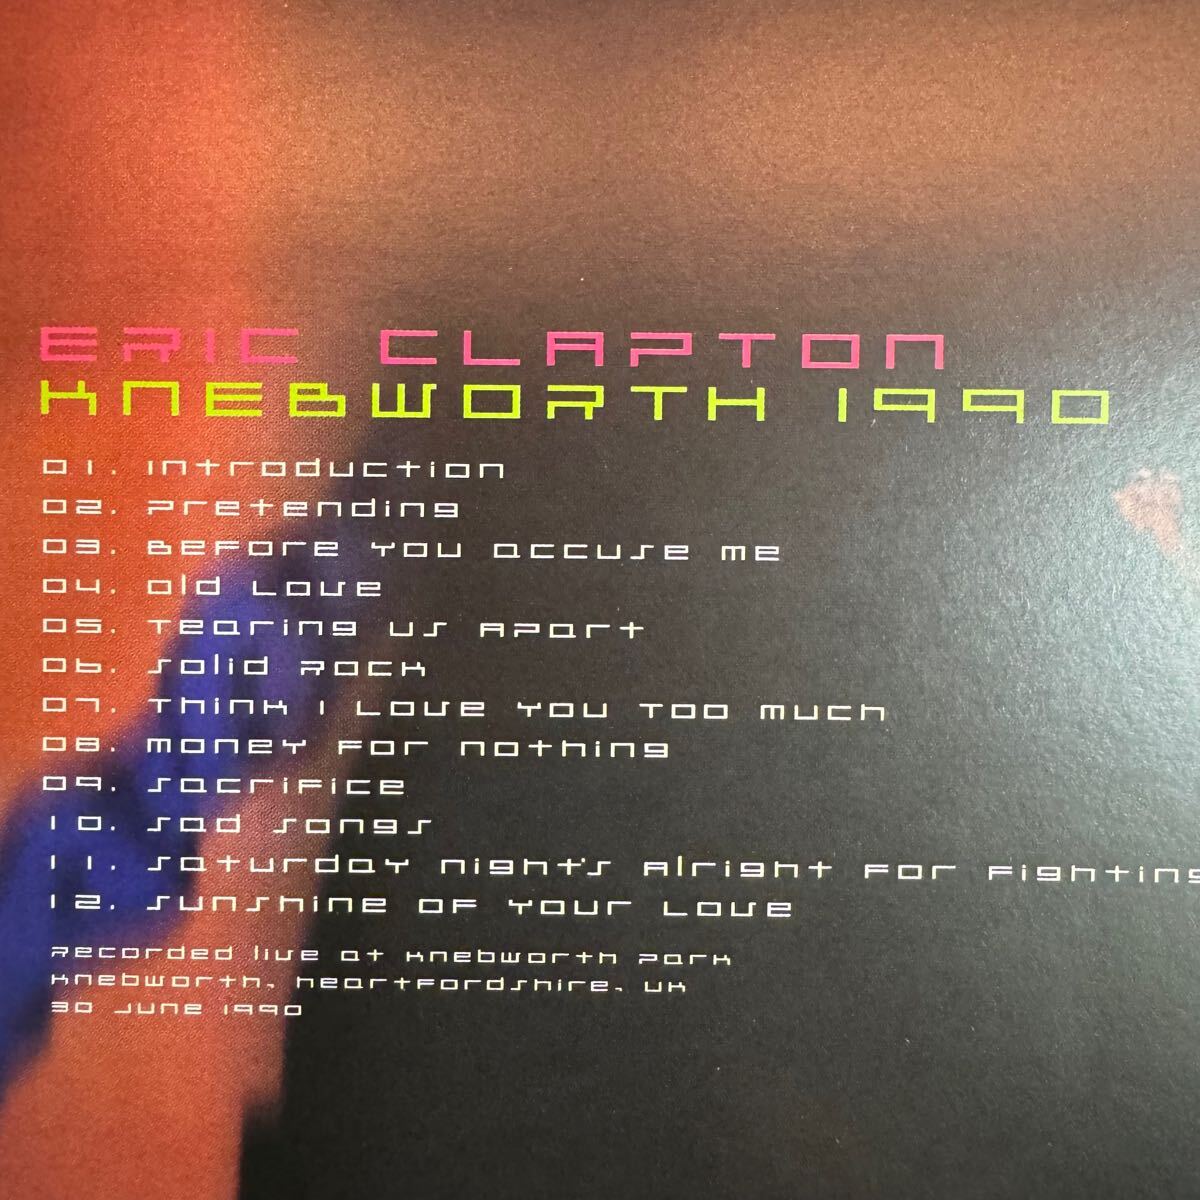 ERIC CLAPTON
KNEBWORTH 1990
01. Introduction
02. Pretending
03. Before You Accuse Me
04. Old Love
05. Tearing Us Apart
06. Solid Rock
07. Think I Love You Too Much
08. Money For Nothing
09. Sacrifice
10. Sad Songs
11. Saturday Night's Alright For Fighting
12. Sunshine Of Your Love
Recorded live at Knebworth Park
Knebworth, Heartfordshire, UK
30 June 1990